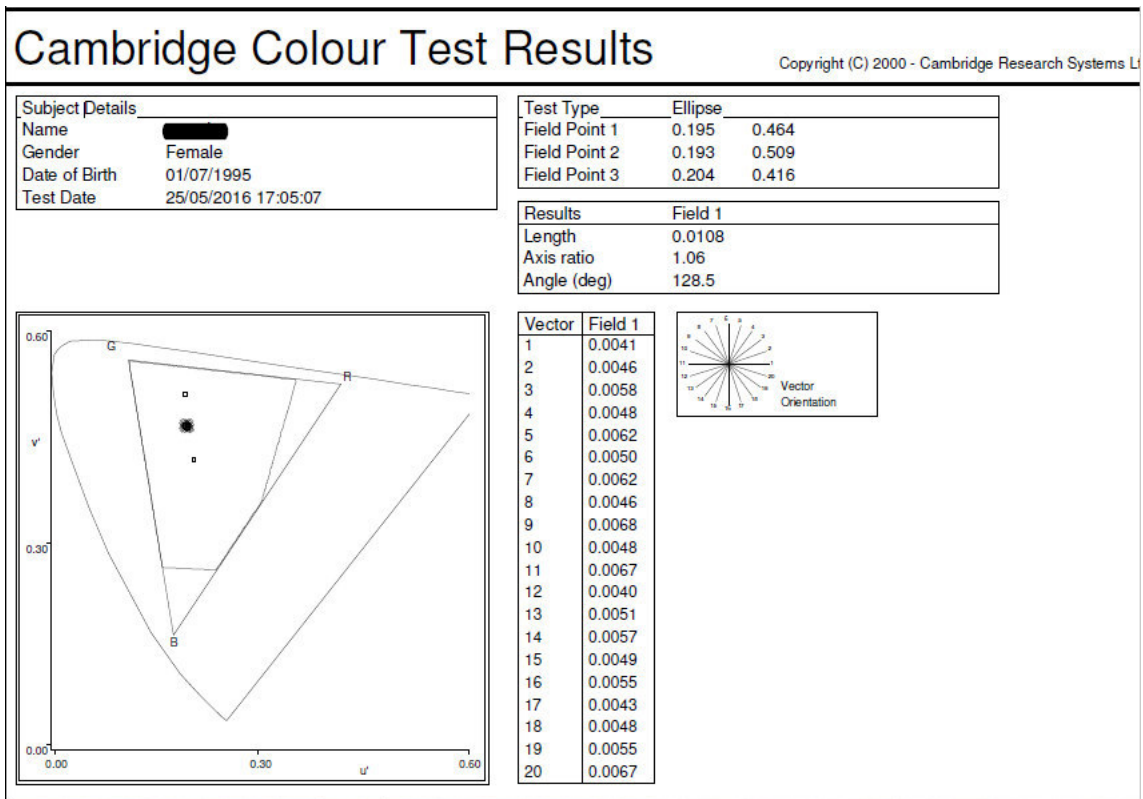 Cambridge Colour Test Results
Copyright (C) 2000 - Cambridge Research Systems Lt
Subject Details
Name
Gender Female
Date of Birth 01/07/1995
Test Date 25/05/2016 17:05:07
Test Type Ellipse
Field Point 1 0.195 0.464
Field Point 2 0.193 0.509
Field Point 3 0.204 0.416
Results Field 1
Length 0.0108
Axis ratio 1.06
Angle (deg) 128.5
0.60
G
R
v'
0.30
B
0.00
0.00 0.30 u' 0.60
Vector Field 1
1 0.0041
2 0.0046
3 0.0058
4 0.0048
5 0.0062
6 0.0050
7 0.0062
8 0.0046
9 0.0068
10 0.0048
11 0.0067
12 0.0040
13 0.0051
14 0.0057
15 0.0049
16 0.0055
17 0.0043
18 0.0048
19 0.0055
20 0.0067
Vector
Orientation